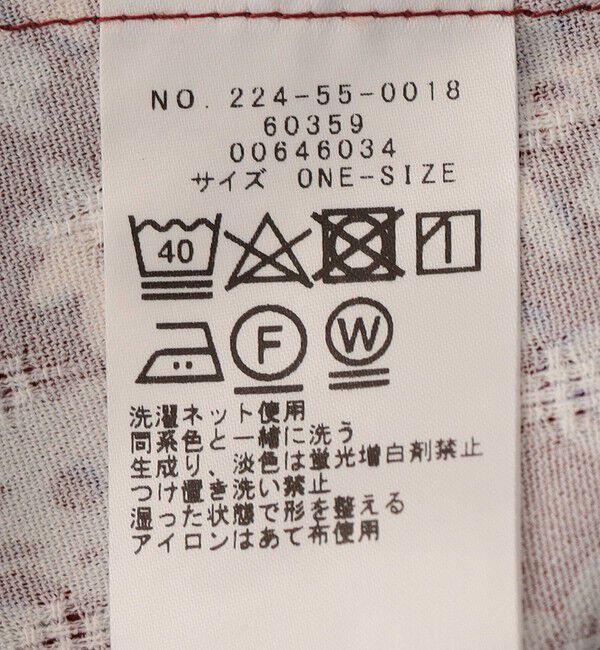 NO. 224-55-0018
60359
00646034
サイズ ONE-SIZE
40
F W
洗濯ネット使用
同系色と一緒に洗う
生成り、淡色は蛍光増白剤禁止
つけ置き洗い禁止
湿った状態で形を整える
アイロンはあて布使用